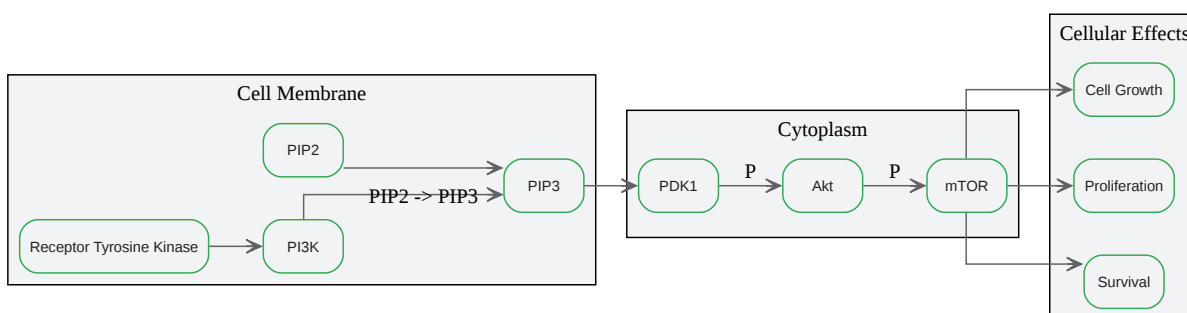 Cellular Effects
Cell Membrane
Cell Growth
Cytoplasm
PIP2
PIP3
PDK1
P
Akt
P
mTOR
Proliferation
PIP2 -> PIP3
Receptor Tyrosine Kinase
PI3K
Survival